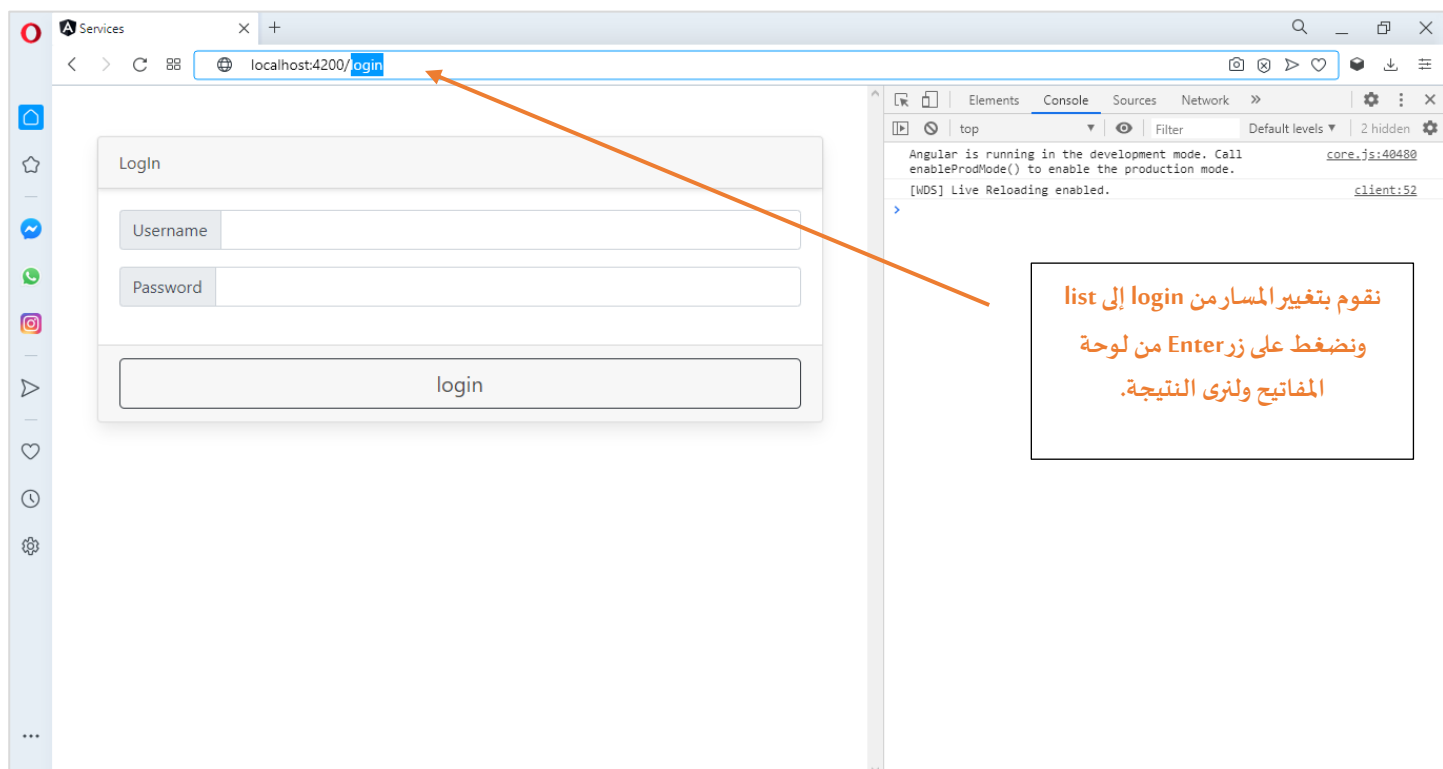 Services
localhost:4200/login
Elements Console Sources Network
top Filter Default levels 2 hidden
Angular is running in the development mode. Call core.js:40480
enableProdMode() to enable the production mode.
[WDS] Live Reloading enabled. client:52
LogIn
Username
Password
login
نقوم بتغيير المسار من login إلى list
ونضغط على زر Enter من لوحة
المفاتيح ولنرى النتيجة.